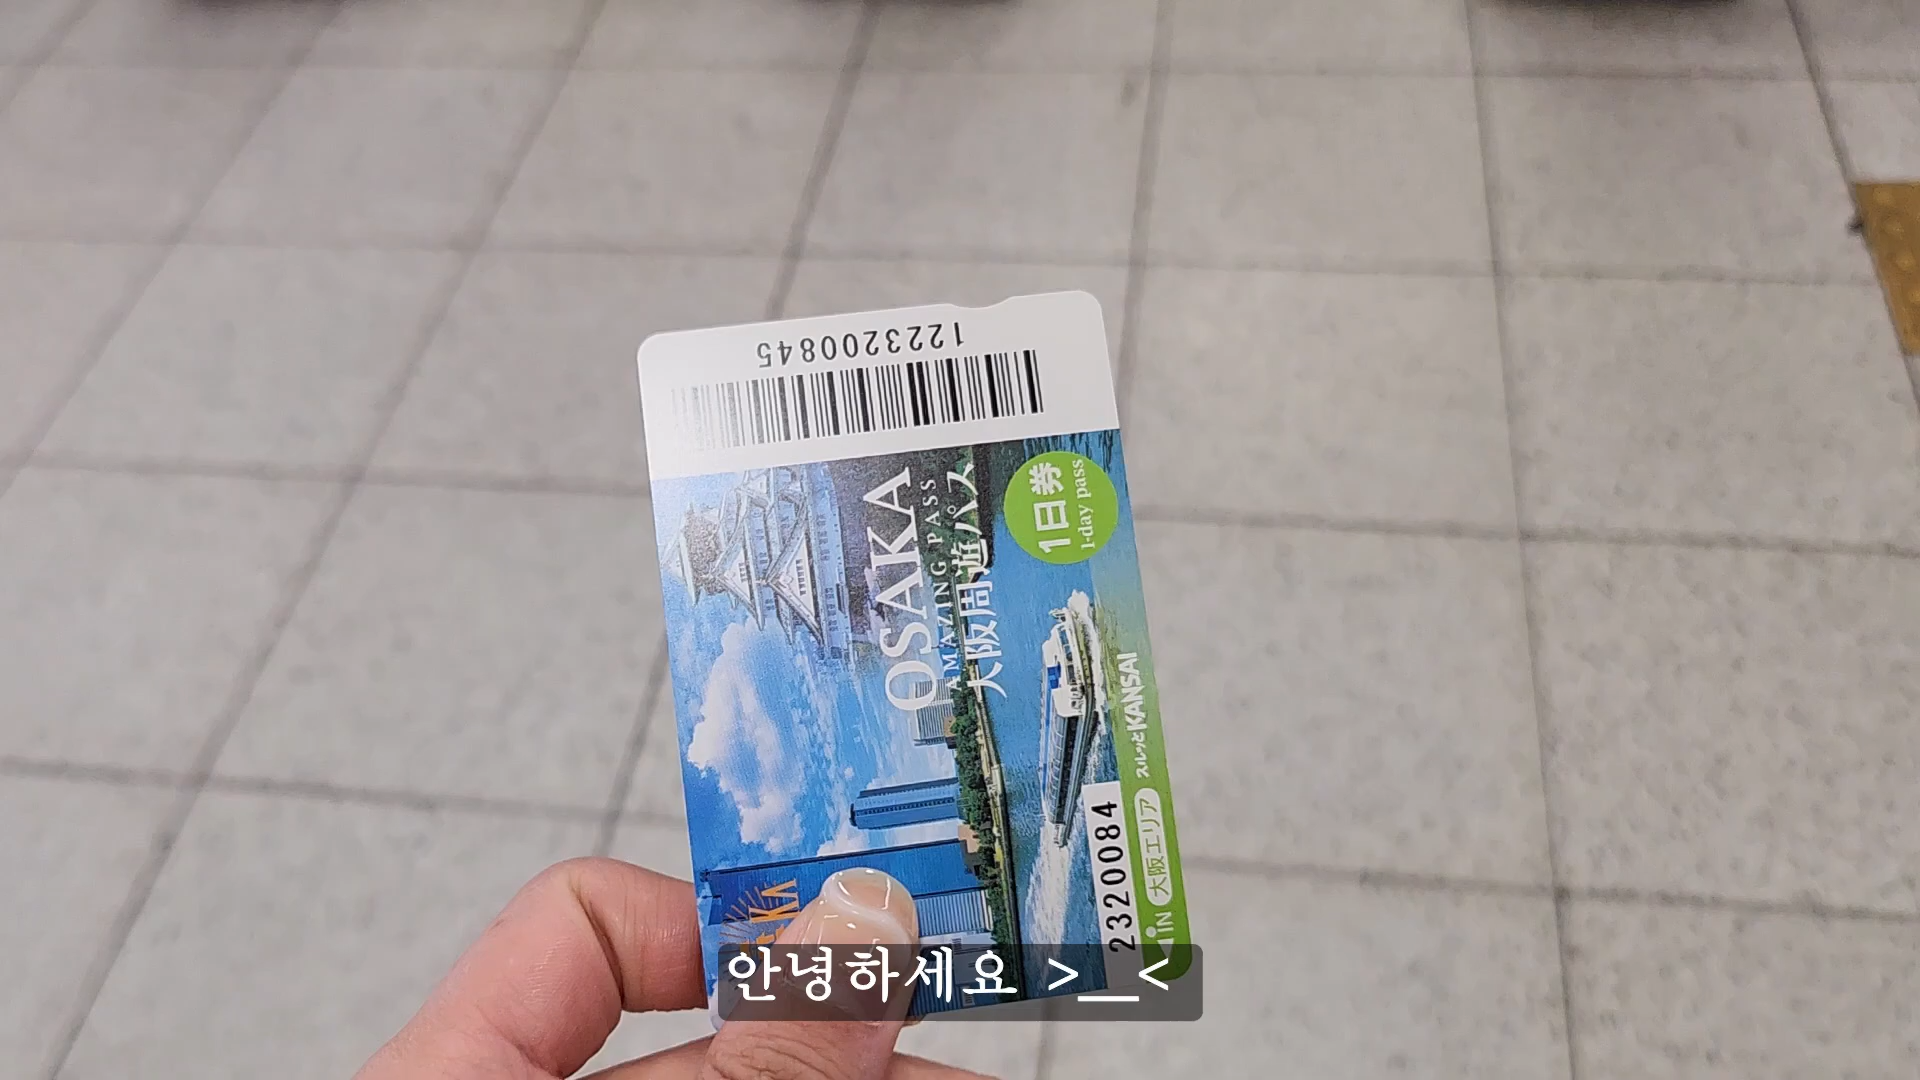 1223200845
OSAKA
AMAZING PASS
大阪周遊パス
1日券
1-day pass
スルッとKANSAI
IN 大阪エリア
2320084
안녕하세요 >__<